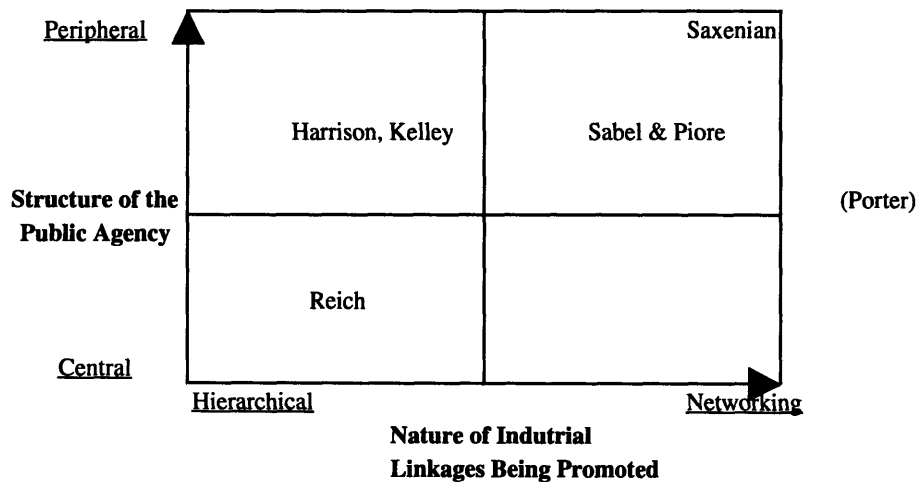 Peripheral
Saxenian
Harrison, Kelley
Sabel & Piore
Structure of the
Public Agency
(Porter)
Reich
Central
Hierarchical
Networking
Nature of Indutrial
Linkages Being Promoted